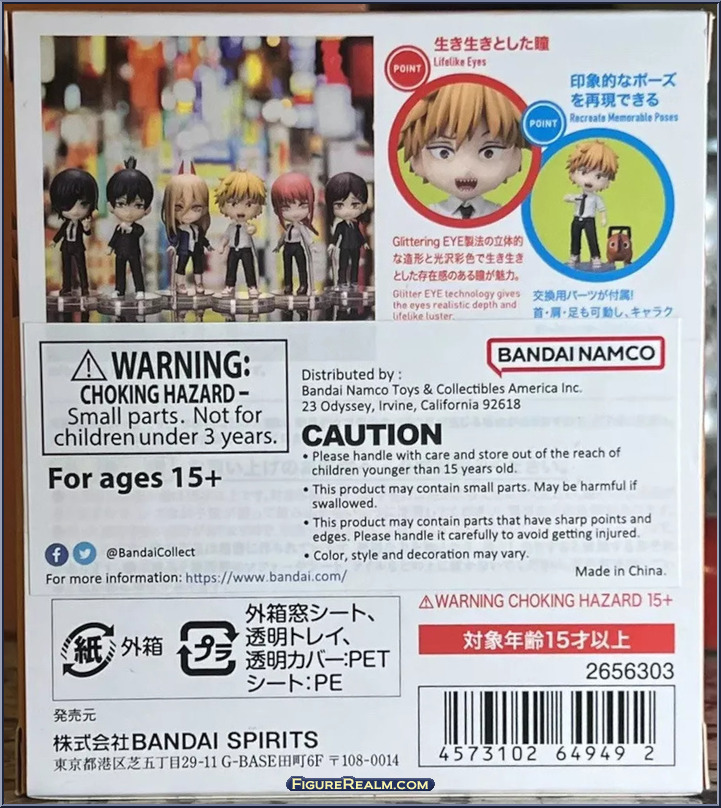 POINT
生き生きとした瞳
Lifelike Eyes
POINT
印象的なポーズ
を再現できる
Recreate Memorable Poses
Glittering EYE製法の立体的
な造形と光沢彩色で生き生き
とした存在感のある瞳が魅力。
Glitter EYE technology gives
the eyes realistic depth and
lifelike luster.
交換用パーツが付属!
首・肩・足も可動し、キャラク
⚠ WARNING:
CHOKING HAZARD –
Small parts. Not for
children under 3 years.
For ages 15+
@BandaiCollect
For more information: https://www.bandai.com/
BANDAI NAMCO
Distributed by :
Bandai Namco Toys & Collectibles America Inc.
23 Odyssey, Irvine, California 92618
CAUTION
• Please handle with care and store out of the reach of
children younger than 15 years old.
• This product may contain small parts. May be harmful if
swallowed.
• This product may contain parts that have sharp points and
edges. Please handle it carefully to avoid getting injured.
• Color, style and decoration may vary.
Made in China.
紙
外箱
プラ
外箱窓シート、
透明トレイ、
透明カバー:PET
シート:PE
⚠WARNING CHOKING HAZARD 15+
対象年齢15才以上
2656303
4573102 64949 2
発売元
株式会社BANDAI SPIRITS
東京都港区芝五丁目29-11 G-BASE田町6F 〒108-0014
FIGUREREALM.COM